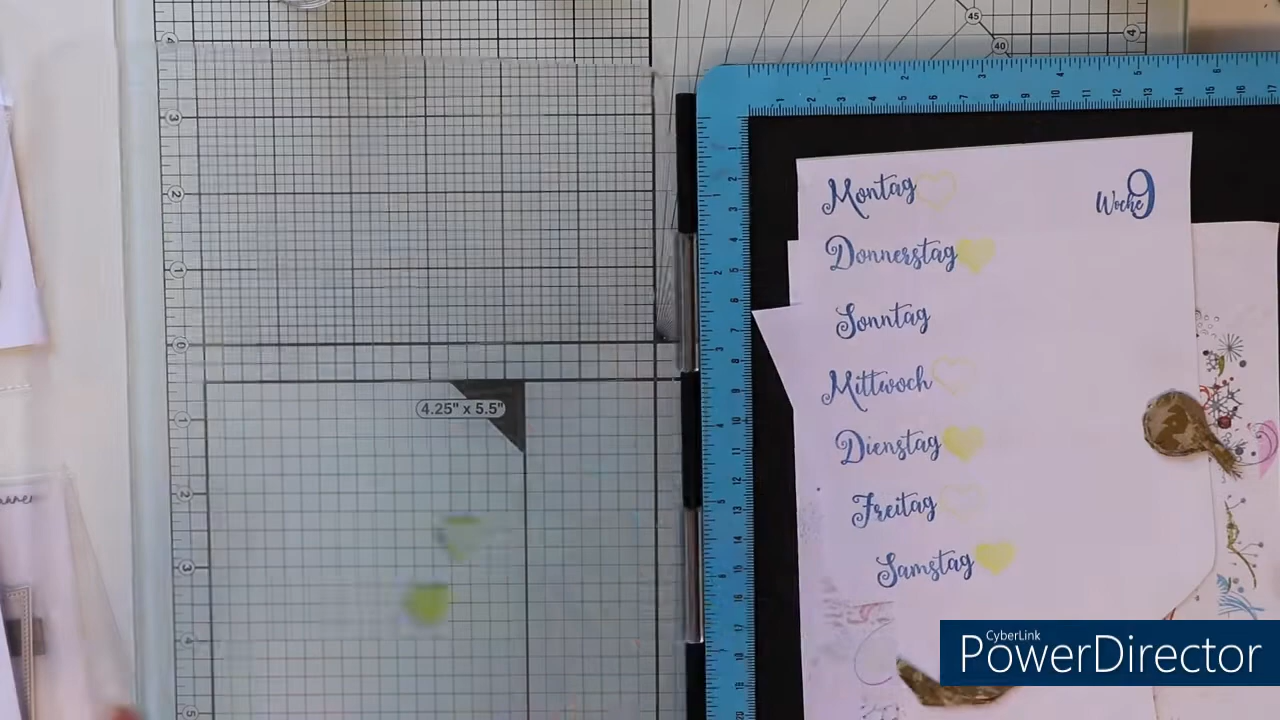 Montag
Woche 9
Donnerstag
Sonntag
Mittwoch
Dienstag
Freitag
Samstag
4.25" x 5.5"
CyberLink
PowerDirector